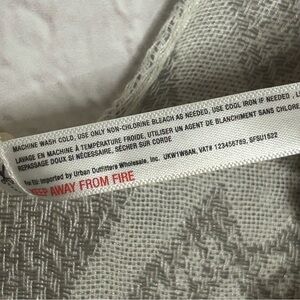 MACHINE WASH COLD, USE ONLY NON-CHLORINE BLEACH AS NEEDED, USE COOL IRON IF NEEDED,
LAVAGE EN MACHINE À TEMPÉRATURE FROIDE, UTILISER UN AGENT DE BLANCHIMENT SANS CHLORE
REPASSAGE DOUX SI NÉCESSAIRE, SÉCHER SUR CORDE
imported by Urban Outfitters Wholesale, Inc. UKW1WBAN, VAT# 123456789, SFSU1522
AWAY FROM FIRE